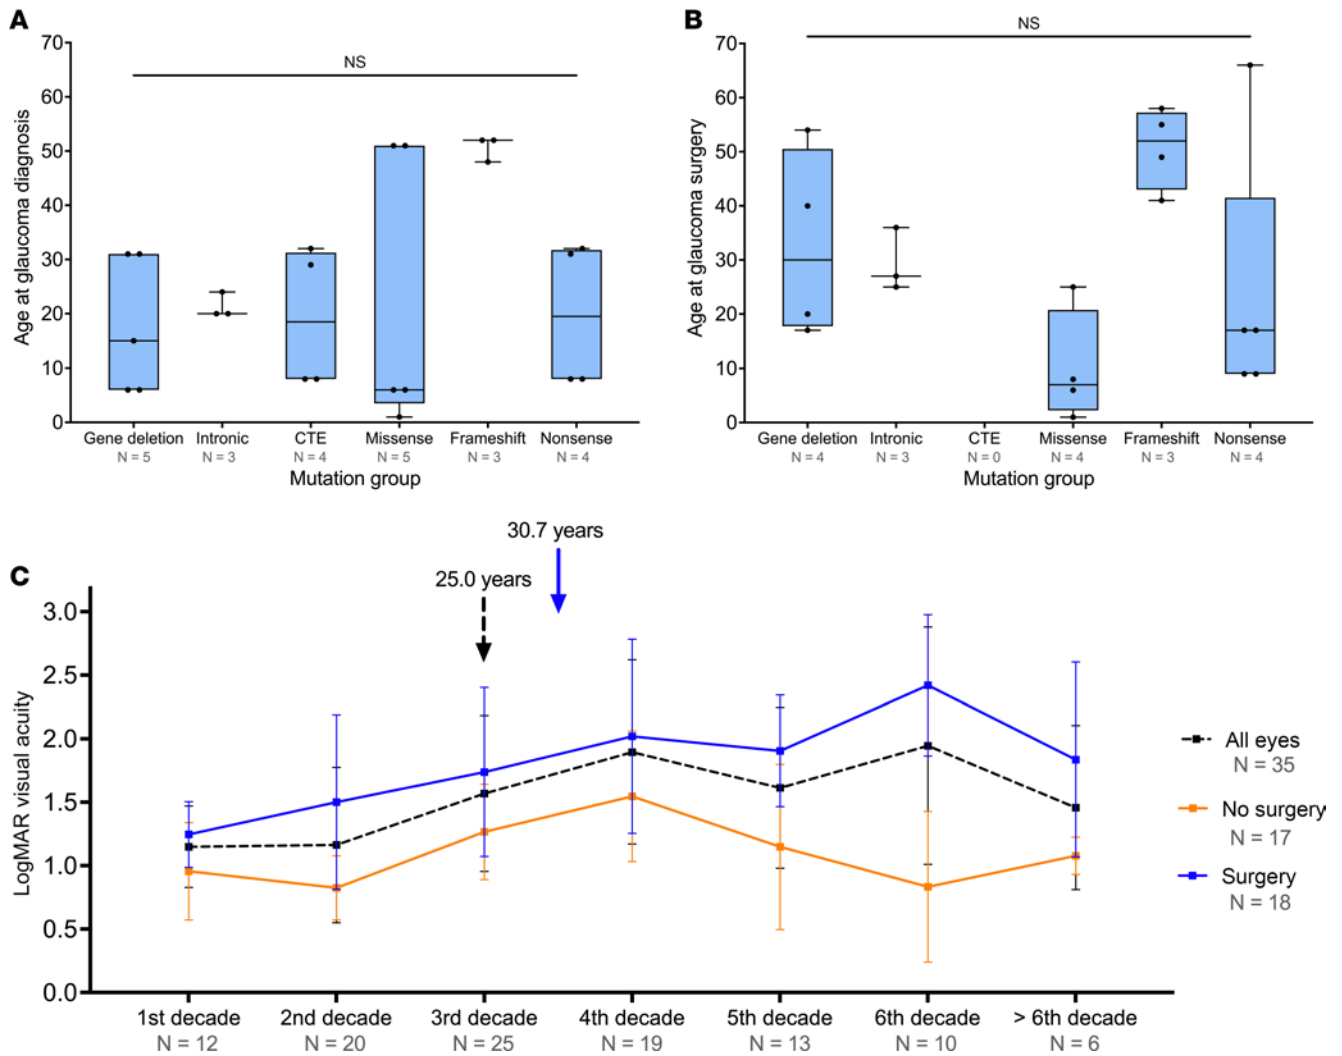 A
70
60
50
40
30
20
10
0
Age at glaucoma diagnosis
NS
Gene deletion Intronic CTE Missense Frameshift Nonsense
N = 5 N = 3 N = 4 N = 5 N = 3 N = 4
Mutation group
B
70
60
50
40
30
20
10
0
Age at glaucoma surgery
NS
Gene deletion Intronic CTE Missense Frameshift Nonsense
N = 4 N = 3 N = 0 N = 4 N = 3 N = 4
Mutation group
C
30.7 years
25.0 years
3.0
2.5
2.0
1.5
1.0
0.5
0.0
LogMAR visual acuity
1st decade 2nd decade 3rd decade 4th decade 5th decade 6th decade > 6th decade
N = 12 N = 20 N = 25 N = 19 N = 13 N = 10 N = 6
All eyes
N = 35
No surgery
N = 17
Surgery
N = 18